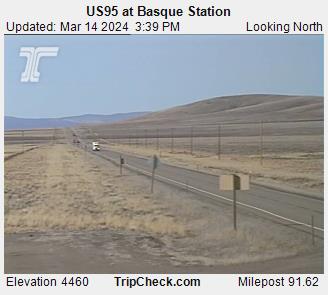 US95 at Basque Station
Updated: Mar 14 2024 3:39 PM Looking North
Elevation 4460 TripCheck.com Milepost 91.62